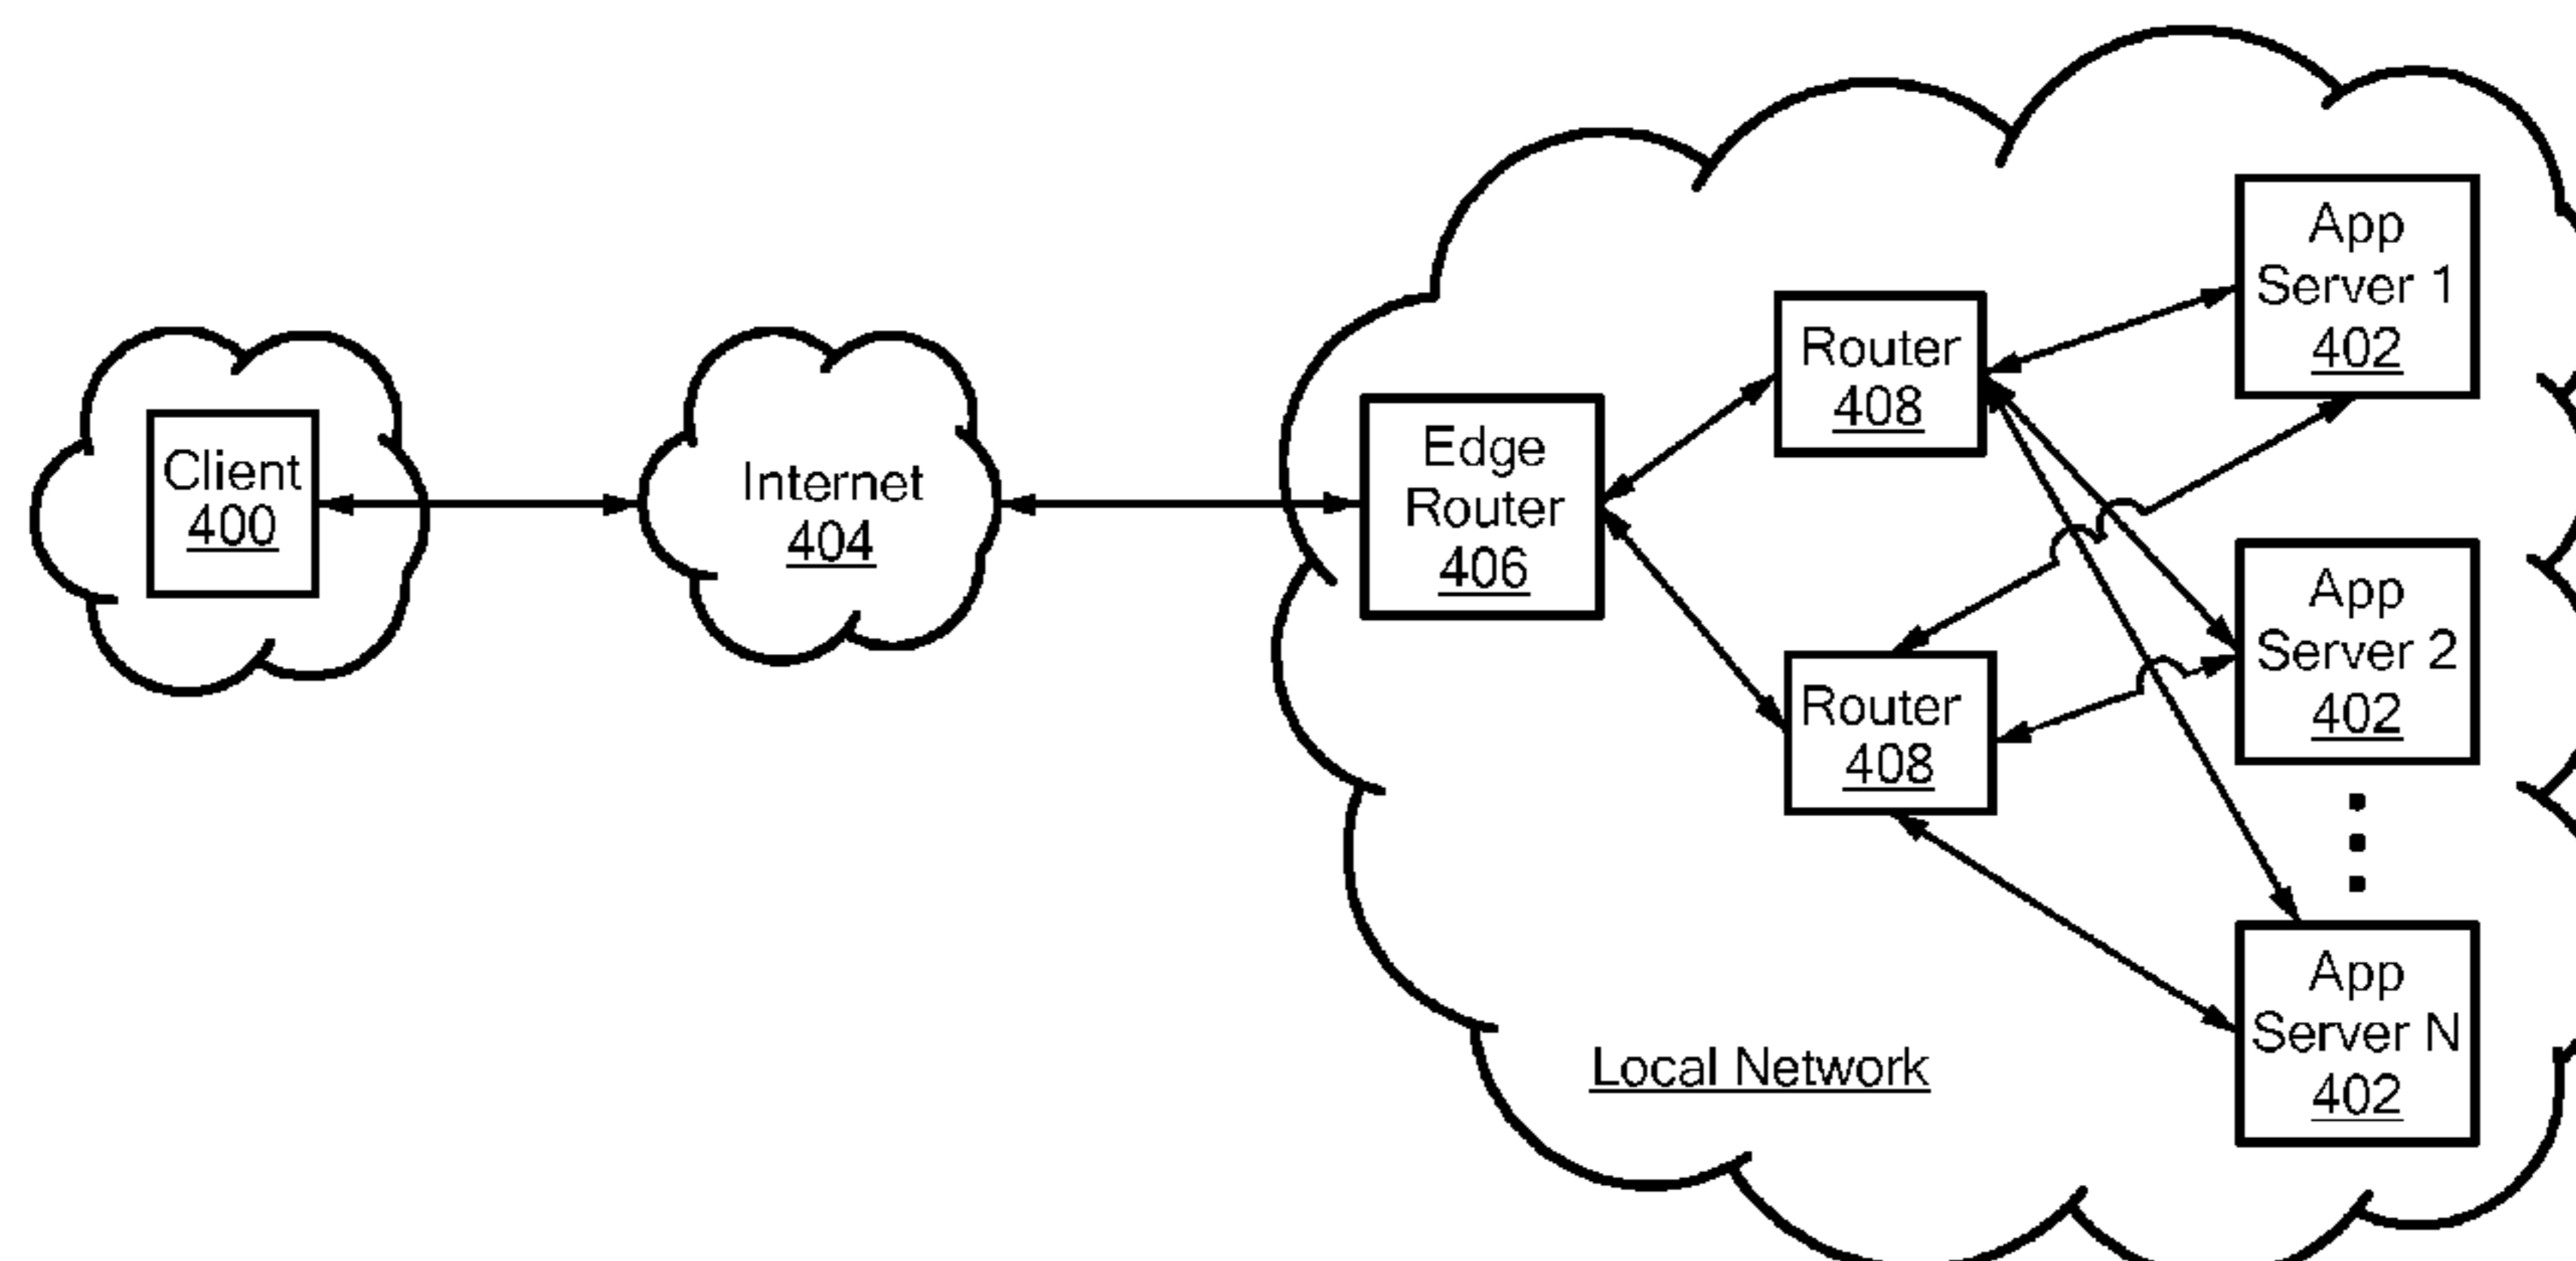 Client
400
Internet
404
Edge
Router
406
Router
408
Router
408
App
Server 1
402
App
Server 2
402
App
Server N
402
Local Network